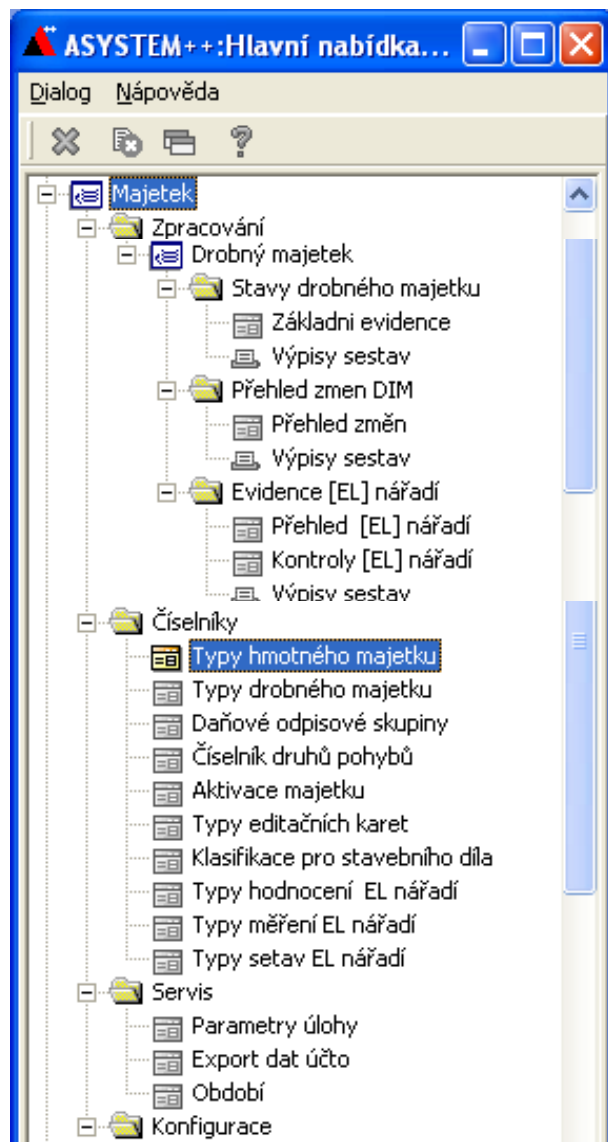 ASYSTEM++:Hlavní nabídka...
Dialog Nápověda
Majetek
Zpracování
Drobný majetek
Stavy drobného majetku
Základni evidence
Výpisy sestav
Přehled zmen DIM
Přehled změn
Výpisy sestav
Evidence [EL] nářadí
Přehled [EL] nářadí
Kontroly [EL] nářadí
Výpisy sestav
Číselníky
Typy hmotného majetku
Typy drobného majetku
Daňové odpisové skupiny
Číselník druhů pohybů
Aktivace majetku
Typy editačních karet
Klasifikace pro stavebního díla
Typy hodnocení EL nářadí
Typy měření EL nářadí
Typy setav EL nářadí
Servis
Parametry úlohy
Export dat účto
Období
Konfigurace